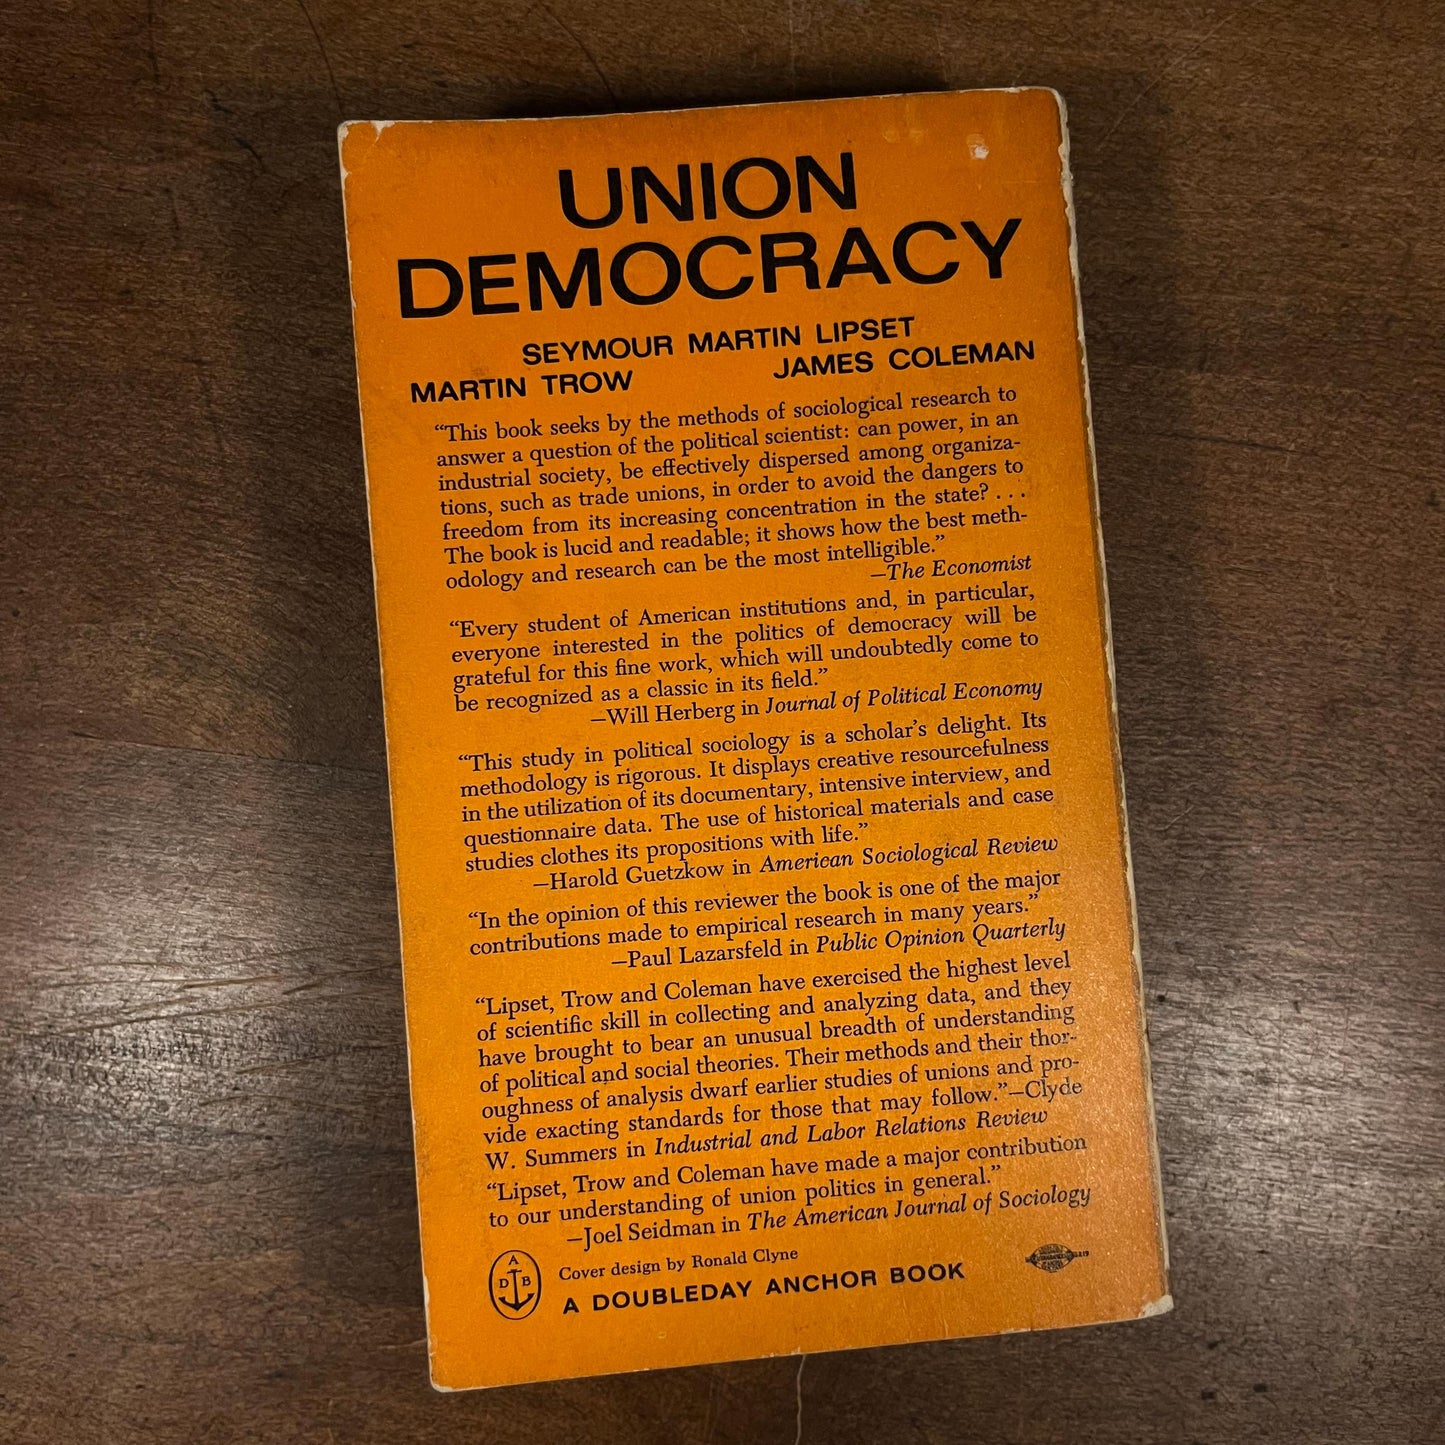 UNION
DEMOCRACY
SEYMOUR MARTIN LIPSET
MARTIN TROW JAMES COLEMAN
“This book seeks by the methods of sociological research to
answer a question of the political scientist: can power, in an
industrial society, be effectively dispersed among organiza-
tions, such as trade unions, in order to avoid the dangers to
freedom from its increasing concentration in the state? . . .
The book is lucid and readable; it shows how the best meth-
odology and research can be the most intelligible.”
—The Economist
“Every student of American institutions and, in particular,
everyone interested in the politics of democracy will be
grateful for this fine work, which will undoubtedly come to
be recognized as a classic in its field.”
—Will Herberg in Journal of Political Economy
“This study in political sociology is a scholar’s delight. Its
methodology is rigorous. It displays creative resourcefulness
in the utilization of its documentary, intensive interview, and
questionnaire data. The use of historical materials and case
studies clothes its propositions with life.”
—Harold Guetzkow in American Sociological Review
“In the opinion of this reviewer the book is one of the major
contributions made to empirical research in many years.”
—Paul Lazarsfeld in Public Opinion Quarterly
“Lipset, Trow and Coleman have exercised the highest level
of scientific skill in collecting and analyzing data, and they
have brought to bear an unusual breadth of understanding
of political and social theories. Their methods and their thor-
oughness of analysis dwarf earlier studies of unions and pro-
vide exacting standards for those that may follow.”—Clyde
W. Summers in Industrial and Labor Relations Review
“Lipset, Trow and Coleman have made a major contribution
to our understanding of union politics in general.”
—Joel Seidman in The American Journal of Sociology
A
D B
Cover design by Ronald Clyne
A DOUBLEDAY ANCHOR BOOK